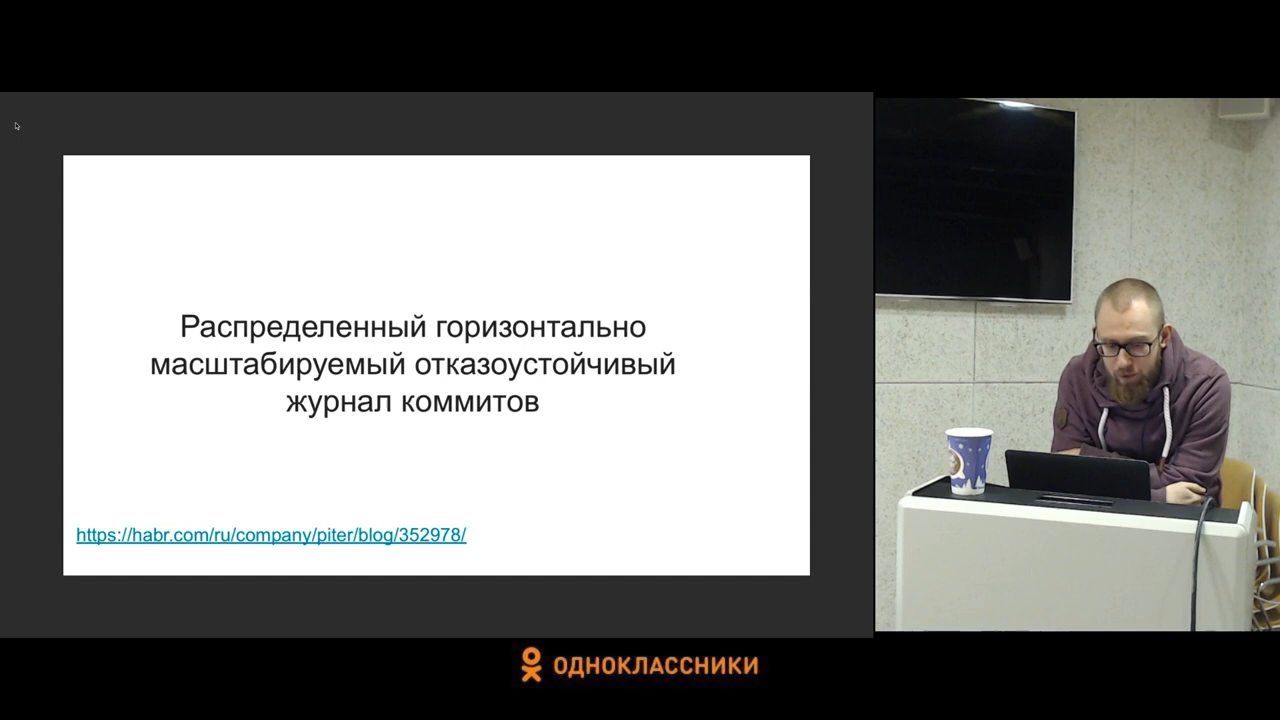 Распределенный горизонтально
масштабируемый отказоустойчивый
журнал коммитов
https://habr.com/ru/company/piter/blog/352978/
ОДНОКЛАССНИКИ